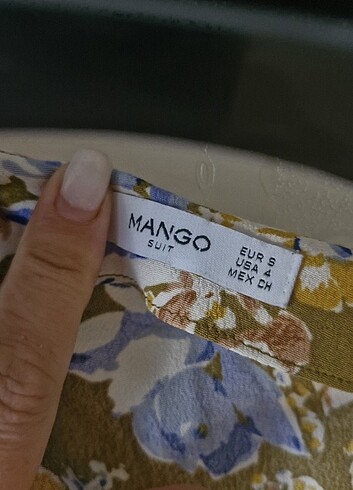 MANGO
SUIT
EUR S
USA 4
MEX CH